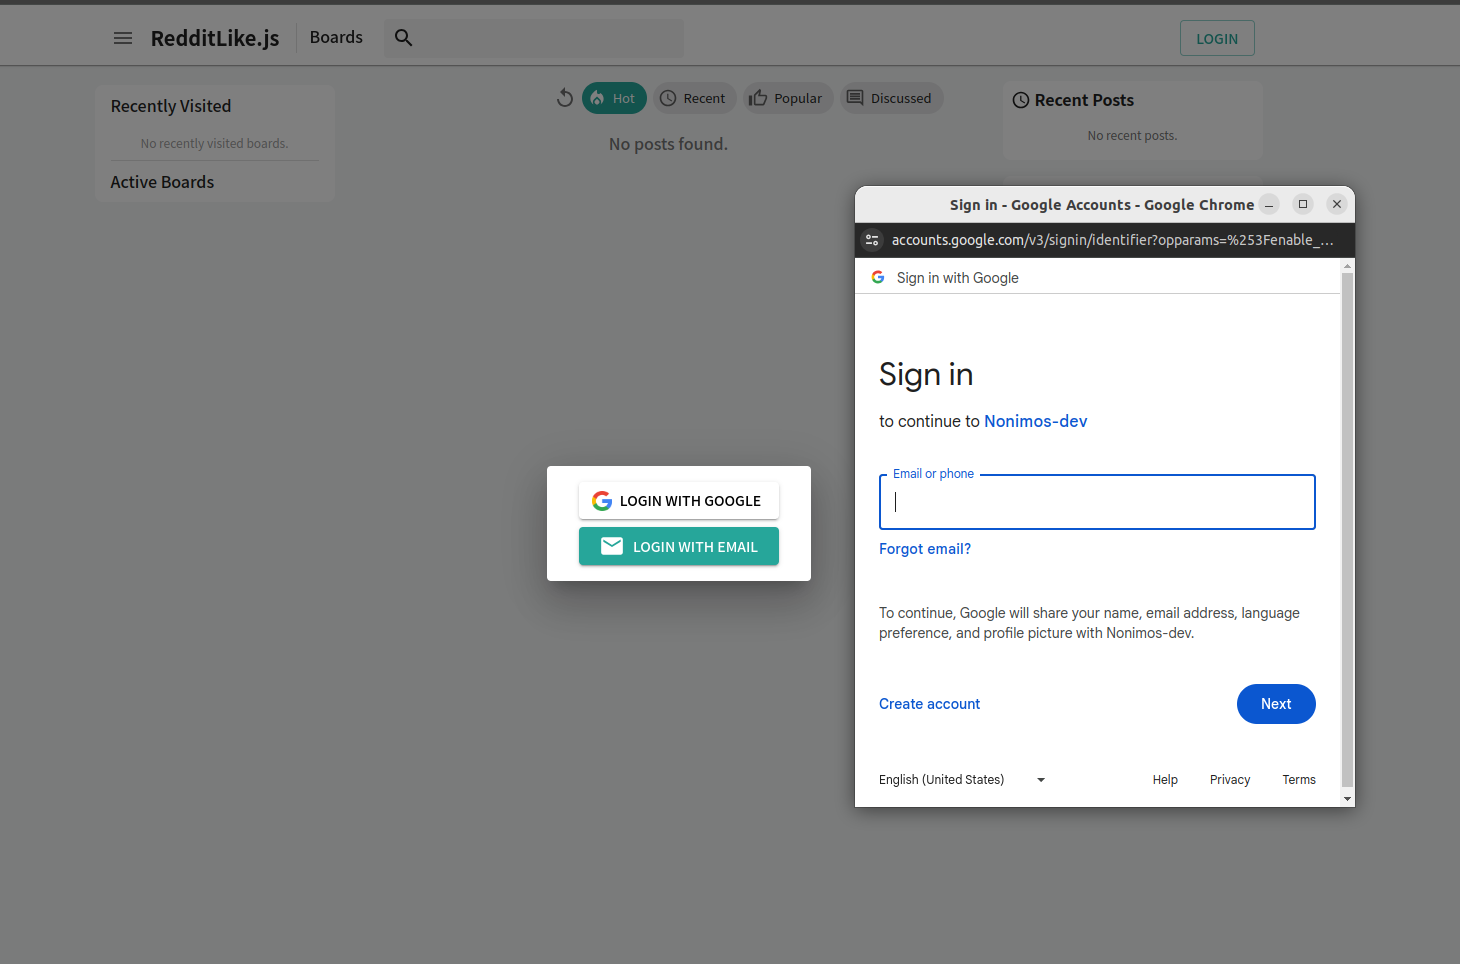 RedditLike.js
Boards
LOGIN
Recently Visited
No recently visited boards.
Active Boards
Hot
Recent
Popular
Discussed
No posts found.
Recent Posts
No recent posts.
LOGIN WITH GOOGLE
LOGIN WITH EMAIL
Sign in - Google Accounts - Google Chrome
accounts.google.com/v3/signin/identifier?opparams=%253Fenable_...
Sign in with Google
Sign in
to continue to Nonimos-dev
Email or phone
Forgot email?
To continue, Google will share your name, email address, language
preference, and profile picture with Nonimos-dev.
Create account
Next
English (United States)
Help
Privacy
Terms